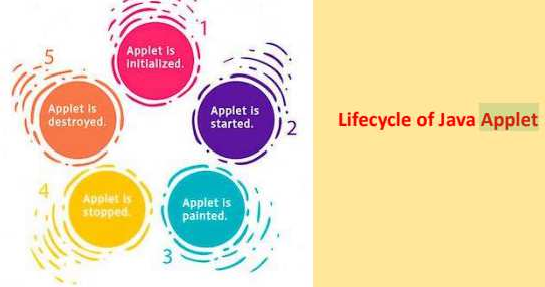 1
Applet is
initialized.
2
Applet is
started.
3
Applet is
painted.
4
Applet is
stopped.
5
Applet is
destroyed.
Lifecycle of Java Applet